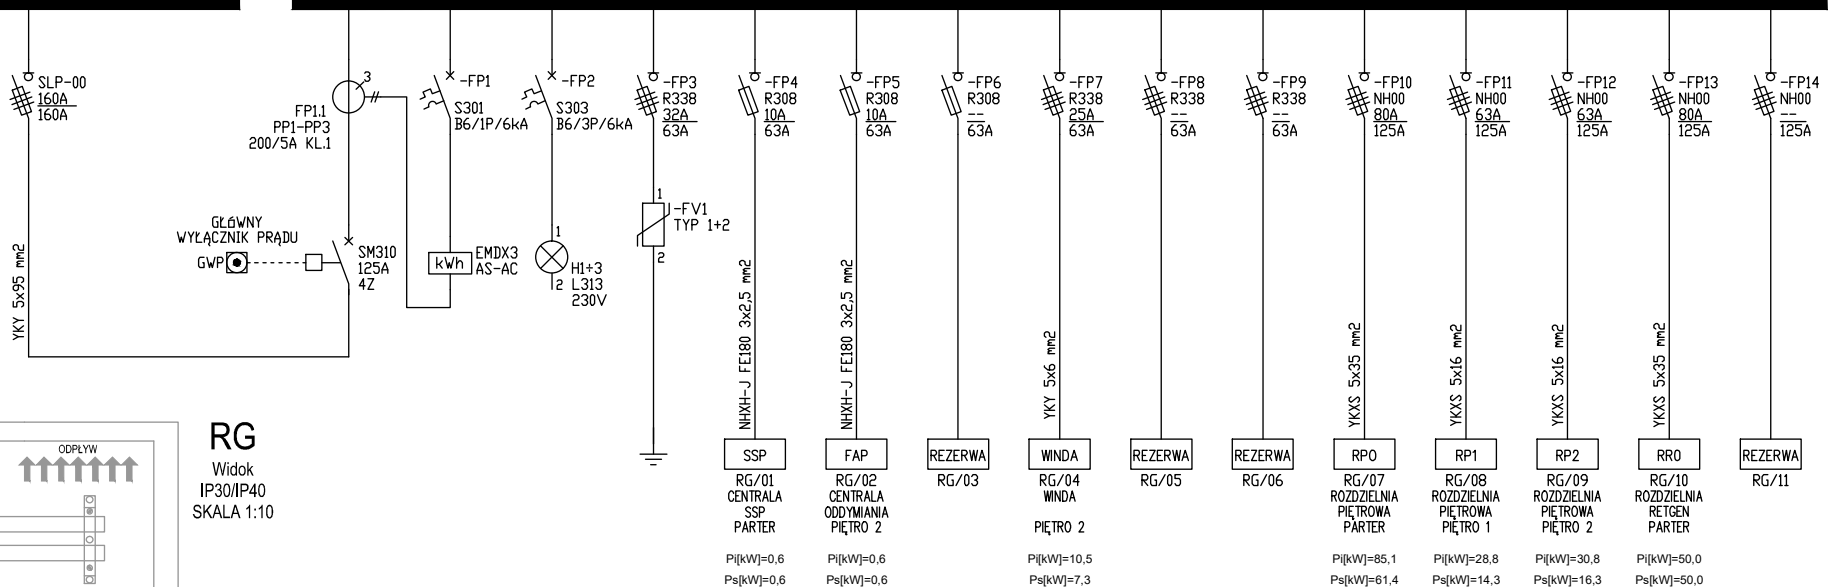 SLP-00
160A
160A
YKY 5x95 mm2
3
FP1.1
PP1-PP3
200/5A KL.1
GŁÓWNY
WYŁĄCZNIK PRĄDU
GWP
SM310
125A
4Z
-FP1
S301
B6/1P/6kA
kWh
EMDX3
AS-AC
-FP2
S303
B6/3P/6kA
1
2
H1÷3
L313
230V
-FP3
R338
32A
63A
1
-FV1
TYP 1+2
2
-FP4
R308
10A
63A
NHXH-J FE180 3x2,5 mm2
-FP5
R308
10A
63A
NHXH-J FE180 3x2,5 mm2
-FP6
R308
--
63A
-FP7
R338
25A
63A
YKY 5x6 mm2
-FP8
R338
--
63A
-FP9
R338
--
63A
-FP10
NH00
80A
125A
YKXS 5x35 mm2
-FP11
NH00
63A
125A
YKXS 5x16 mm2
-FP12
NH00
63A
125A
YKXS 5x16 mm2
-FP13
NH00
80A
125A
YKXS 5x35 mm2
-FP14
NH00
--
125A
ODPŁYW
RG
Widok
IP30/IP40
SKALA 1:10
SSP
RG/01
CENTRALA
SSP
PARTER
Pi[kW]=0,6
Ps[kW]=0,6
FAP
RG/02
CENTRALA
ODDYMIANIA
PIĘTRO 2
Pi[kW]=0,6
Ps[kW]=0,6
REZERWA
RG/03
WINDA
RG/04
WINDA
PIĘTRO 2
Pi[kW]=10,5
Ps[kW]=7,3
REZERWA
RG/05
REZERWA
RG/06
RP0
RG/07
ROZDZIELNIA
PIĘTROWA
PARTER
Pi[kW]=85,1
Ps[kW]=61,4
RP1
RG/08
ROZDZIELNIA
PIĘTROWA
PIĘTRO 1
Pi[kW]=28,8
Ps[kW]=14,3
RP2
RG/09
ROZDZIELNIA
PIĘTROWA
PIĘTRO 2
Pi[kW]=30,8
Ps[kW]=16,3
RR0
RG/10
ROZDZIELNIA
RETGEN
PARTER
Pi[kW]=50,0
Ps[kW]=50,0
REZERWA
RG/11